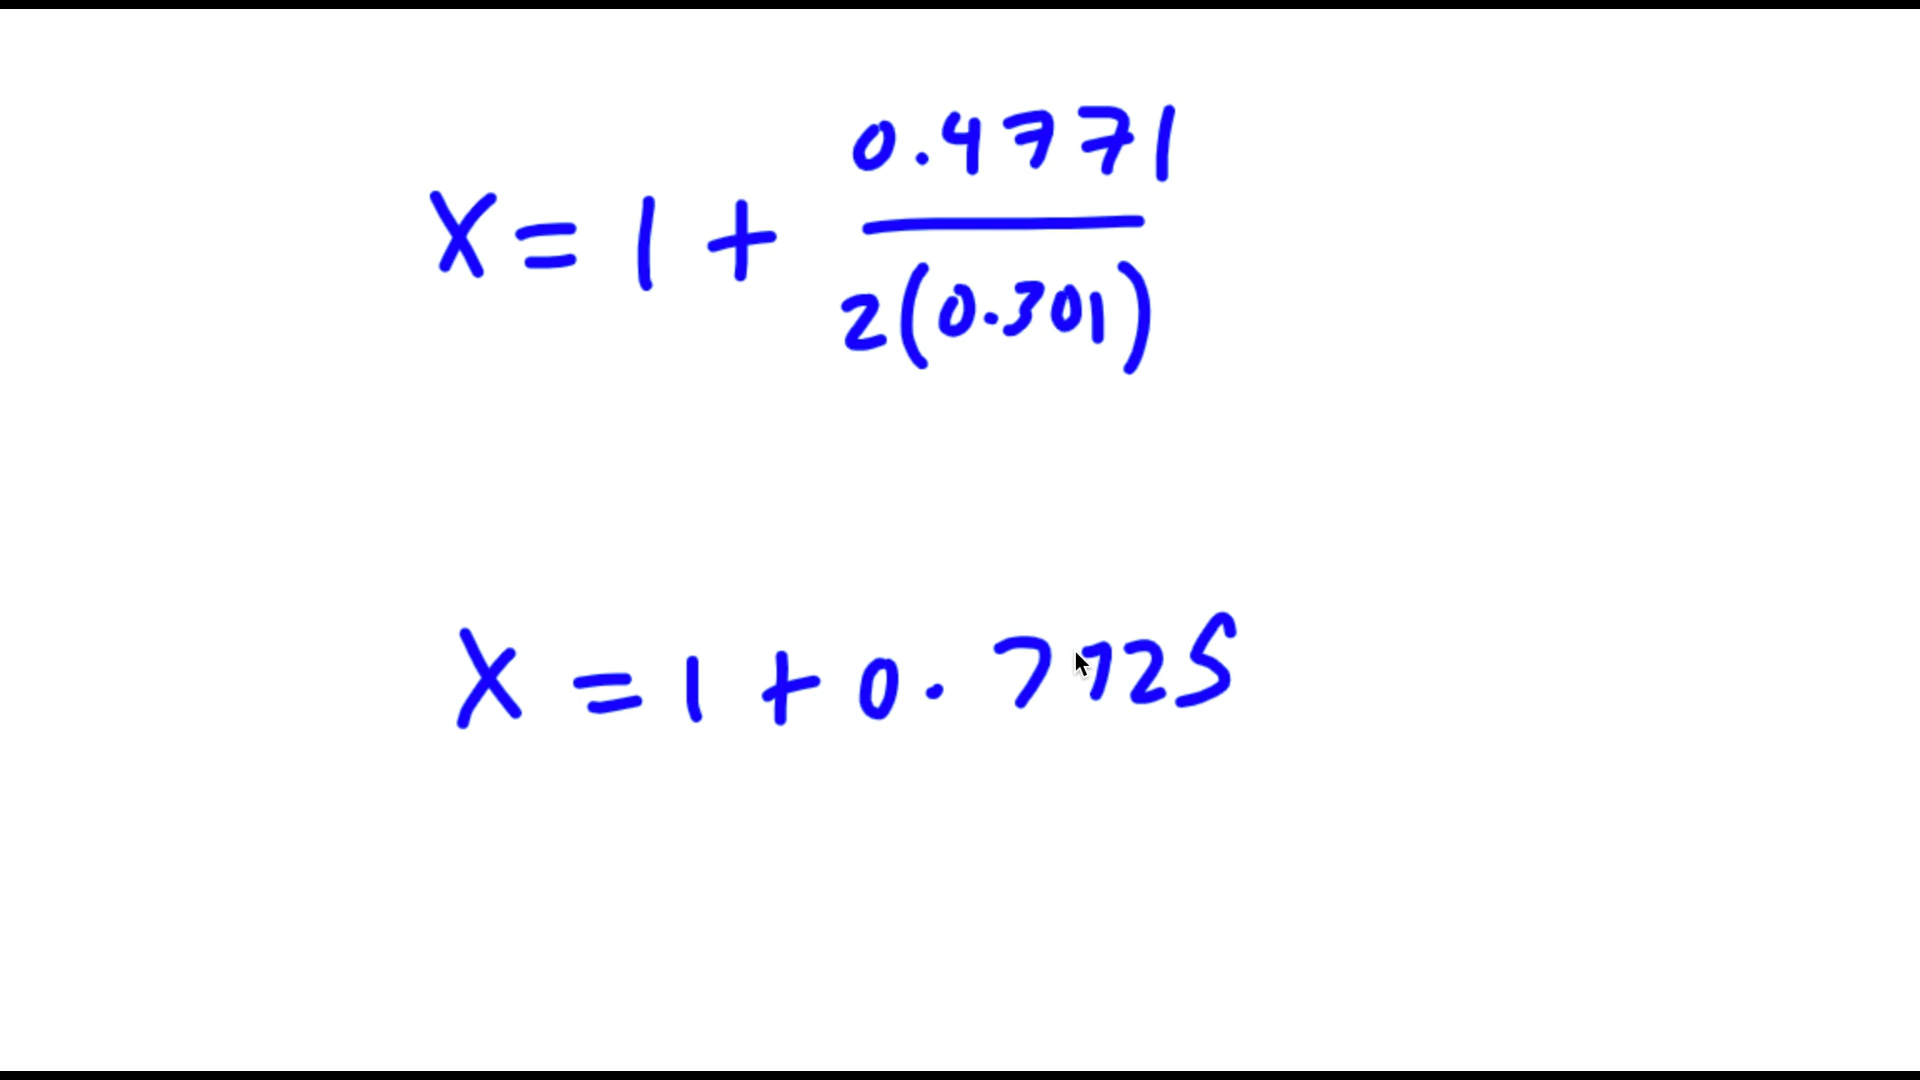 X = 1 + 0.4771 / 2(0.301)
X = 1 + 0.7925